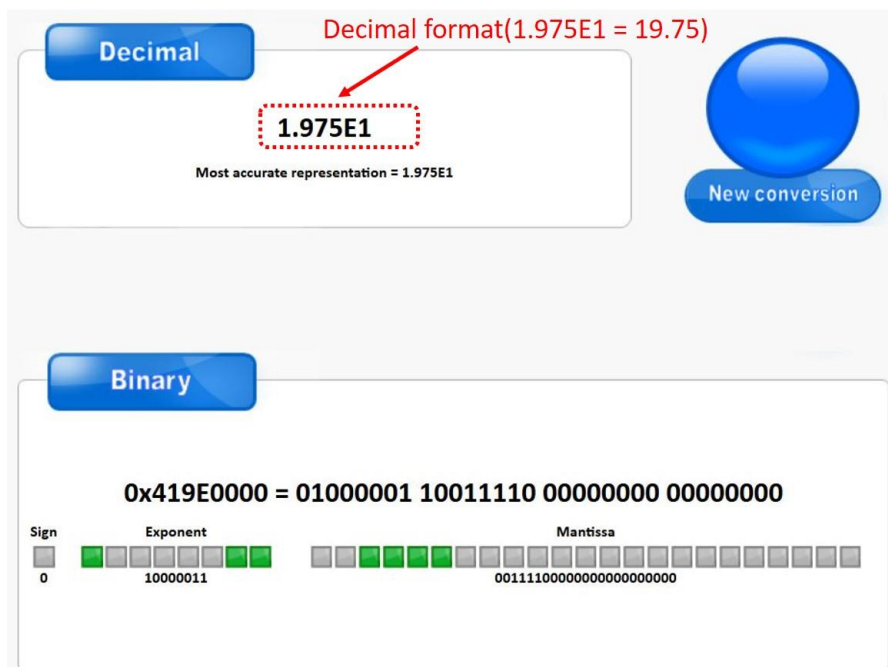 Decimal format(1.975E1 = 19.75)
Decimal
1.975E1
Most accurate representation = 1.975E1
New conversion
Binary
0x419E0000 = 01000001 10011110 00000000 00000000
Sign Exponent Mantissa
0 10000011 00111100000000000000000